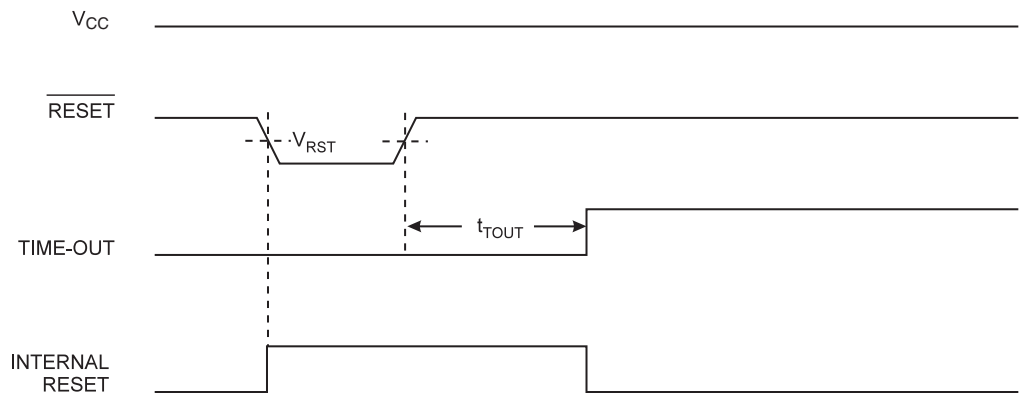 VCC
RESET
VRST
tTOUT
TIME-OUT
INTERNAL
RESET